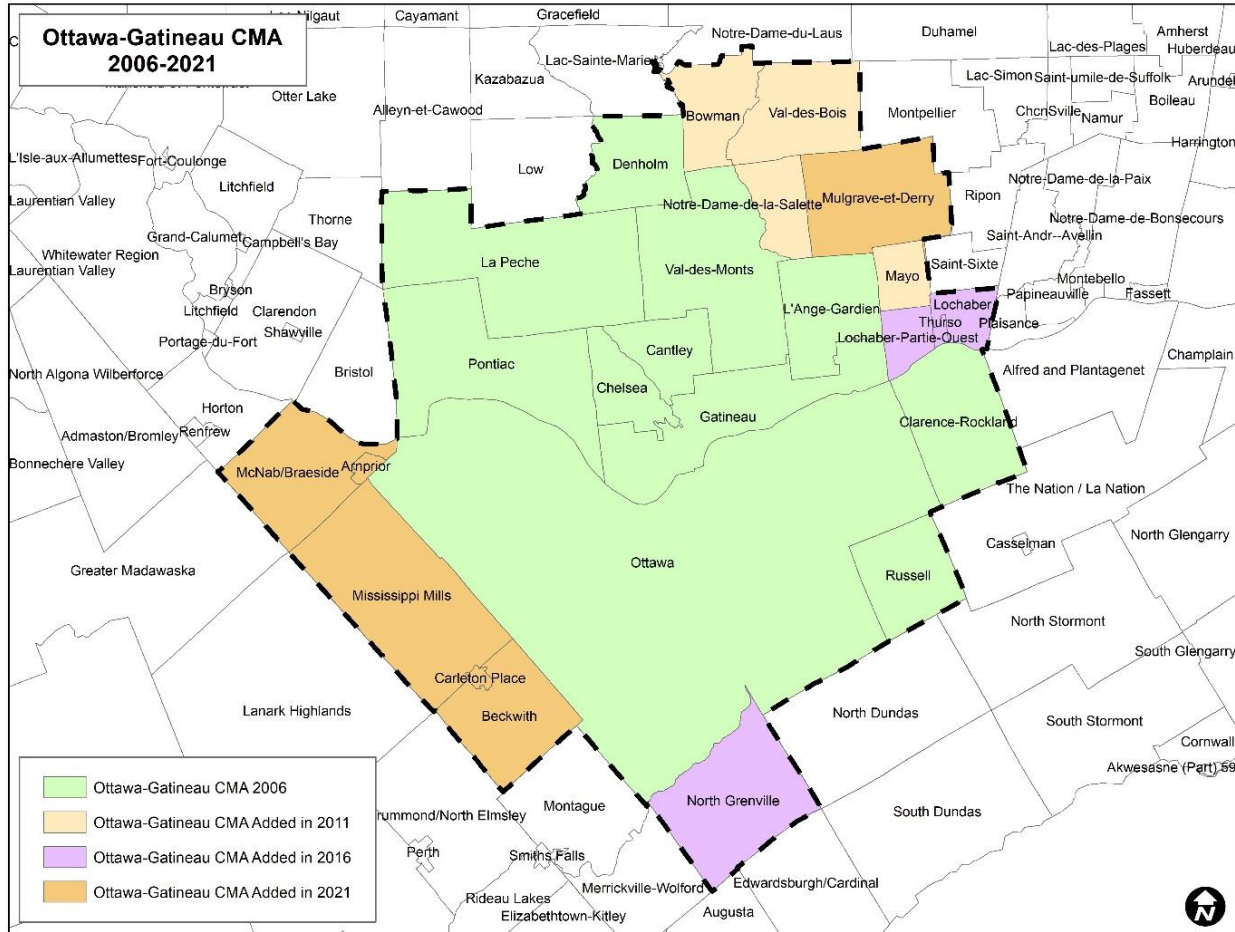 Ottawa-Gatineau CMA
2006-2021
Cayamant
Gracefield
Notre-Dame-du-Laus
Duhamel
Amherst
Lac-des-Plages
Huberdeau
Lac-Sainte-Marie
Kazabazua
Otter Lake
Alleyn-et-Cawood
Lac-Simon
Saint-umile-de-Suffolk
Arundel
Boileau
Bowman
Val-des-Bois
Montpellier
ChcnSville
Namur
Harrington
L'Isle-aux-Allumettes
Fort-Coulonge
Litchfield
Low
Denholm
Laurentian Valley
Thorne
Notre-Dame-de-la-Salette
Mulgrave-et-Derry
Ripon
Notre-Dame-de-la-Paix
Notre-Dame-de-Bonsecours
Grand-Calumet
Campbell's Bay
Saint-Andr--Avellin
Whitewater Region
Laurentian Valley
La Peche
Val-des-Monts
Mayo
Saint-Sixte
Montebello
Bryson
Litchfield
Clarendon
Shawville
L'Ange-Gardien
Lochaber
Papineauville
Fassett
Thurso
Plaisance
Portage-du-Fort
Lochaber-Partie-Ouest
North Algona Wilberforce
Bristol
Pontiac
Cantley
Chelsea
Alfred and Plantagenet
Champlain
Horton
Gatineau
Clarence-Rockland
Admaston/Bromley
Renfrew
Bonnechere Valley
McNab/Braeside
Arnprior
The Nation / La Nation
Casselman
North Glengarry
Greater Madawaska
Ottawa
Russell
Mississippi Mills
North Stormont
South Glengarry
Carleton Place
Lanark Highlands
Beckwith
North Dundas
South Stormont
Cornwall
Akwesasne (Part) 59
Montague
North Grenville
South Dundas
rummond/North Elmsley
Perth
Smiths Falls
Merrickville-Wolford
Edwardsburgh/Cardinal
Rideau Lakes
Elizabethtown-Kitley
Augusta
Ottawa-Gatineau CMA 2006
Ottawa-Gatineau CMA Added in 2011
Ottawa-Gatineau CMA Added in 2016
Ottawa-Gatineau CMA Added in 2021
N